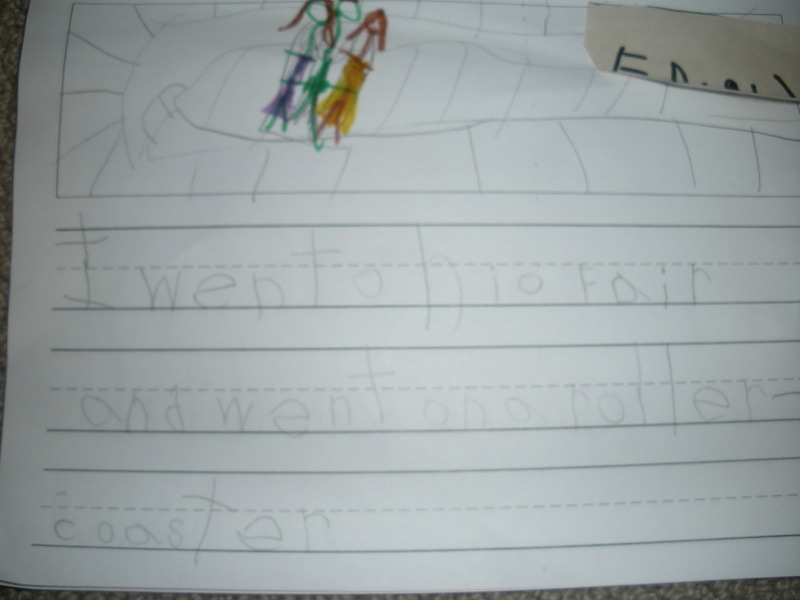 I went ohio Fair
and went on a roller-
coaster